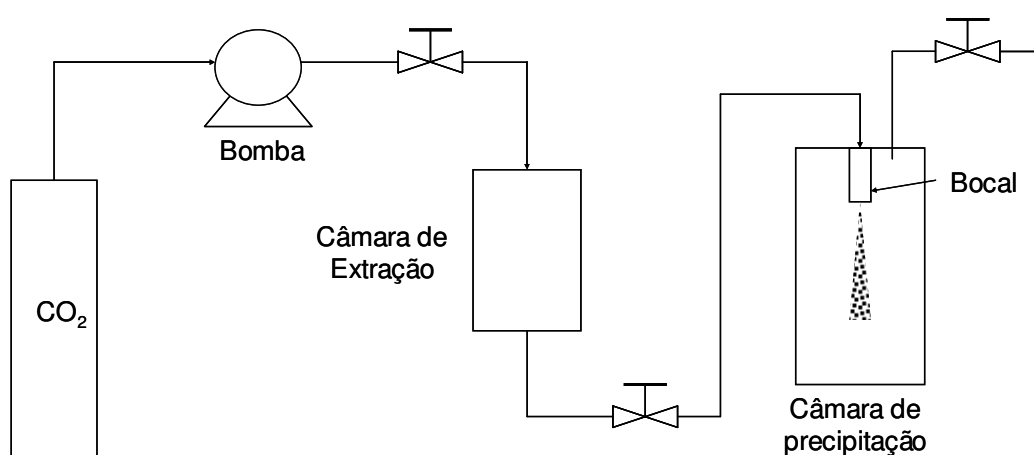 Bomba
Bocal
Câmara de
Extração
CO₂
Câmara de
precipitação